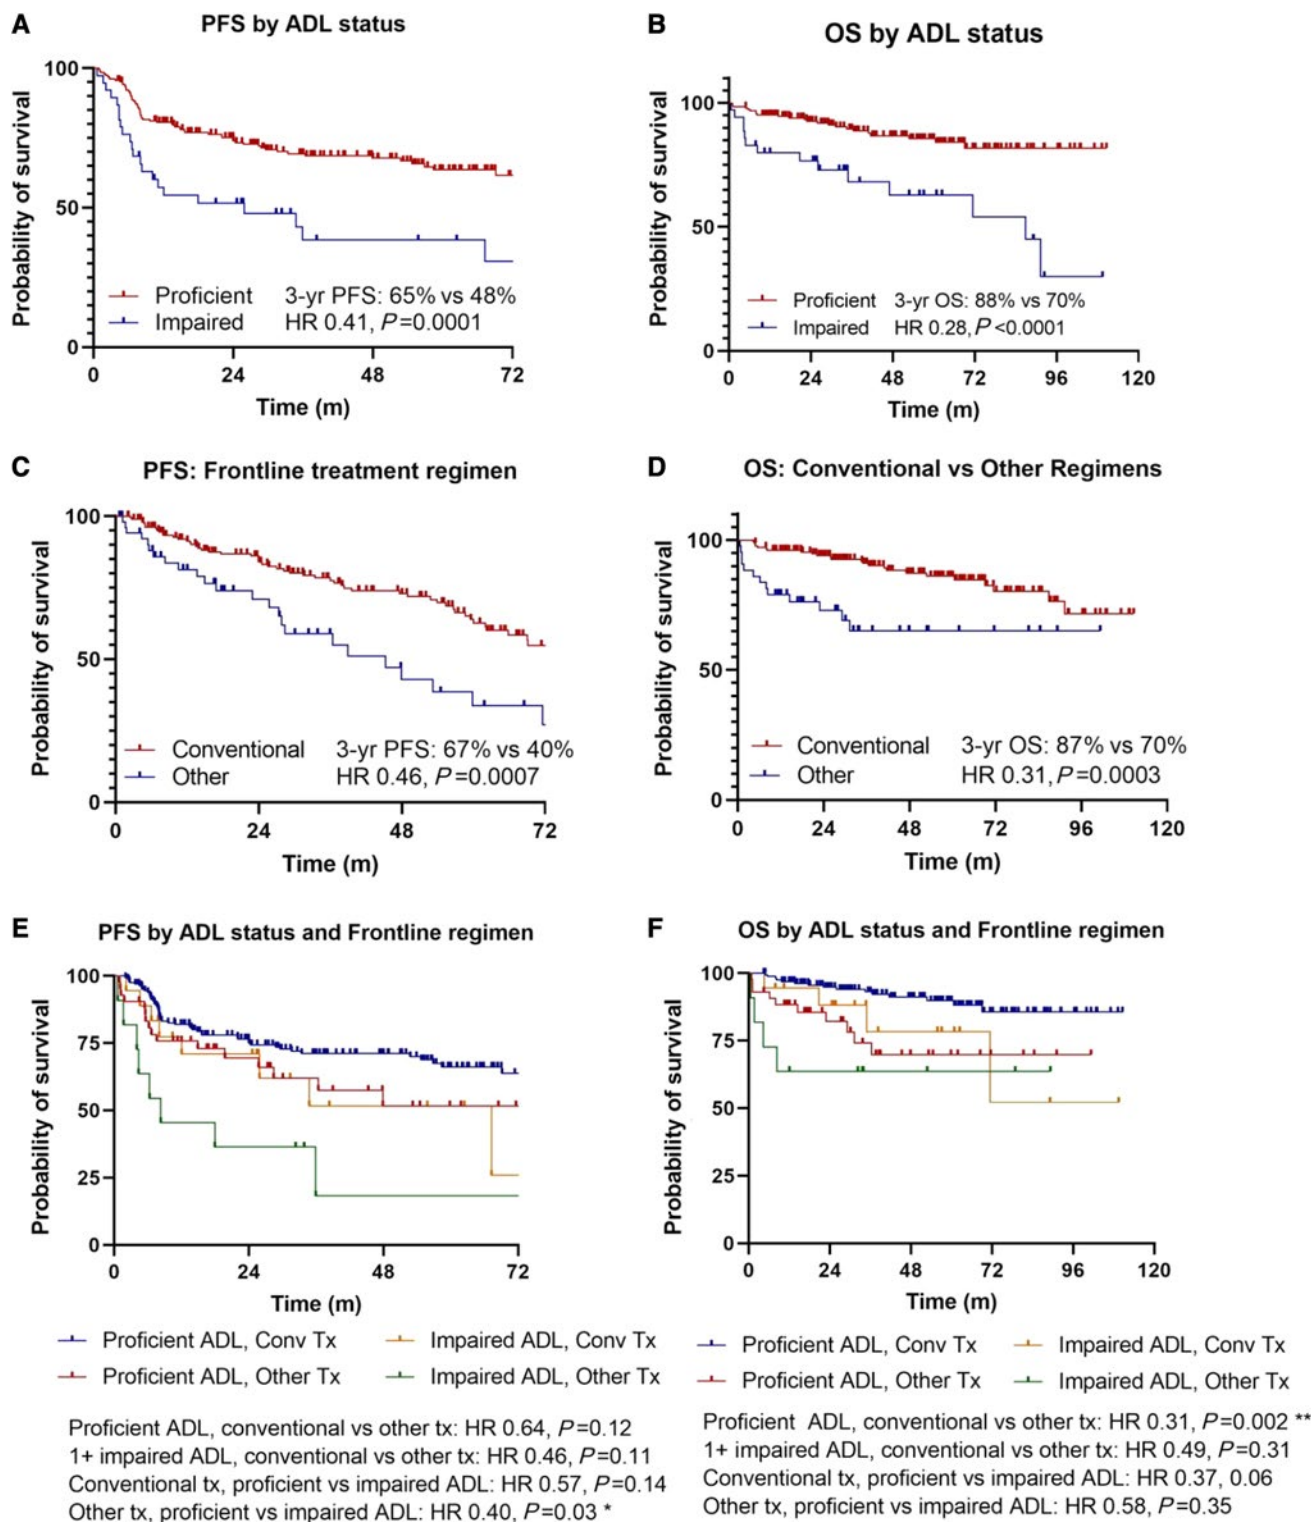 A
PFS by ADL status
Probability of survival
100
50
0
0 24 48 72
Time (m)
Proficient 3-yr PFS: 65% vs 48%
Impaired HR 0.41, P=0.0001
B
OS by ADL status
Probability of survival
100
50
0
0 24 48 72 96 120
Time (m)
Proficient 3-yr OS: 88% vs 70%
Impaired HR 0.28, P<0.0001
C
PFS: Frontline treatment regimen
Probability of survival
100
50
0
0 24 48 72
Time (m)
Conventional 3-yr PFS: 67% vs 40%
Other HR 0.46, P=0.0007
D
OS: Conventional vs Other Regimens
Probability of survival
100
50
0
0 24 48 72 96 120
Time (m)
Conventional 3-yr OS: 87% vs 70%
Other HR 0.31, P=0.0003
E
PFS by ADL status and Frontline regimen
Probability of survival
100
75
50
25
0
0 24 48 72
Time (m)
Proficient ADL, Conv Tx Impaired ADL, Conv Tx
Proficient ADL, Other Tx Impaired ADL, Other Tx
Proficient ADL, conventional vs other tx: HR 0.64, P=0.12
1+ impaired ADL, conventional vs other tx: HR 0.46, P=0.11
Conventional tx, proficient vs impaired ADL: HR 0.57, P=0.14
Other tx, proficient vs impaired ADL: HR 0.40, P=0.03 *
F
OS by ADL status and Frontline regimen
Probability of survival
100
75
50
25
0
0 24 48 72 96 120
Time (m)
Proficient ADL, Conv Tx Impaired ADL, Conv Tx
Proficient ADL, Other Tx Impaired ADL, Other Tx
Proficient ADL, conventional vs other tx: HR 0.31, P=0.002 **
1+ impaired ADL, conventional vs other tx: HR 0.49, P=0.31
Conventional tx, proficient vs impaired ADL: HR 0.37, 0.06
Other tx, proficient vs impaired ADL: HR 0.58, P=0.35